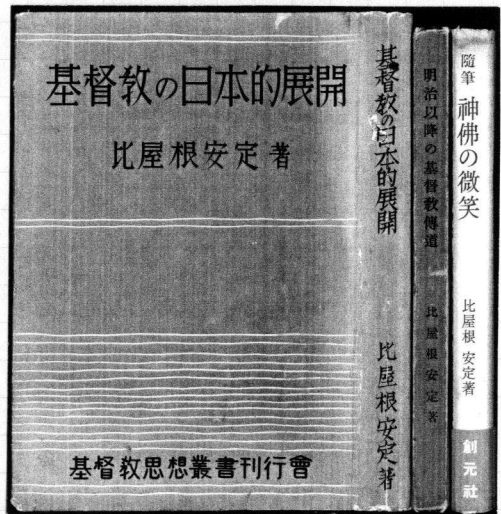 基督教の日本的展開
比屋根安定著
基督教思想叢書刊行會
基督教の日本的展開
比屋根安定著
明治以降の基督教傳道
比屋根安定著
隨筆 神佛の微笑
比屋根安定著
創元社